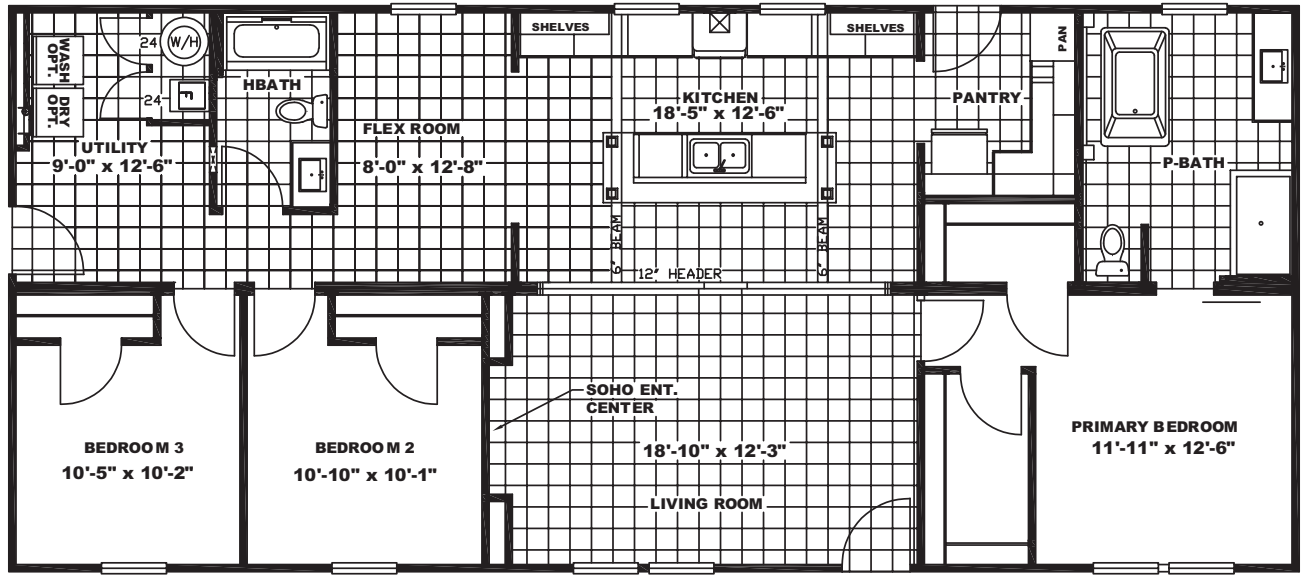 SHELVES
SHELVES
24
W/H
PAN
WASH
OPT.
HBATH
KITCHEN
18'-5" x 12'-6"
PANTRY
24
F
DRY
OPT.
FLEX ROOM
8'-0" x 12'-8"
UTILITY
9'-0" x 12'-6"
P-BATH
6" BEAM
6" BEAM
12" HEADER
SOHO ENT.
CENTER
PRIMARY BEDROOM
11'-11" x 12'-6"
BEDROOM 3
10'-5" x 10'-2"
BEDROOM 2
10'-10" x 10'-1"
18'-10" x 12'-3"
LIVING ROOM